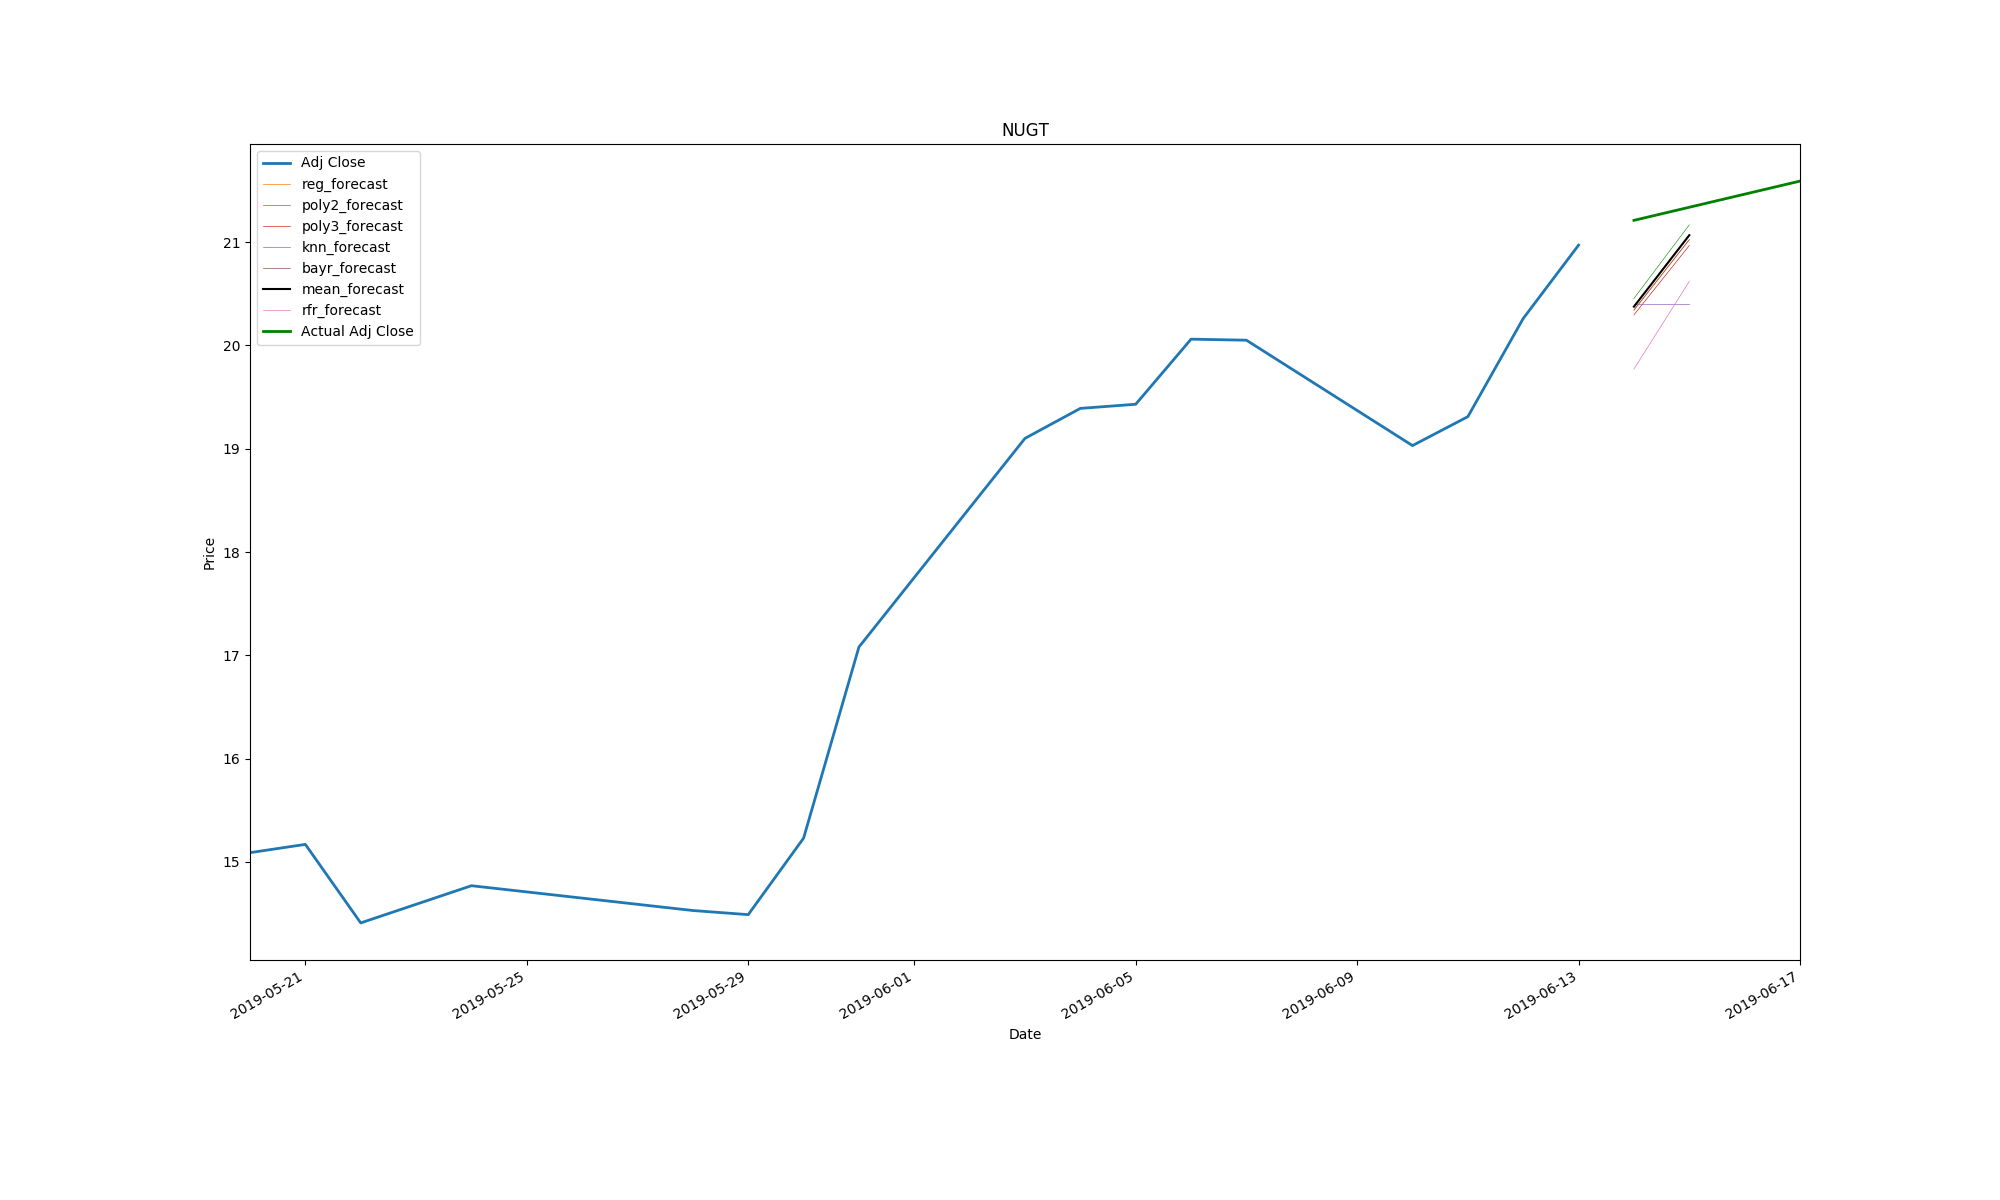 NUGT
Adj Close
reg_forecast
poly2_forecast
poly3_forecast
knn_forecast
bayr_forecast
mean_forecast
rfr_forecast
Actual Adj Close
21
20
19
18
17
16
15
Price
2019-05-21
2019-05-25
2019-05-29
2019-06-01
2019-06-05
2019-06-09
2019-06-13
2019-06-17
Date